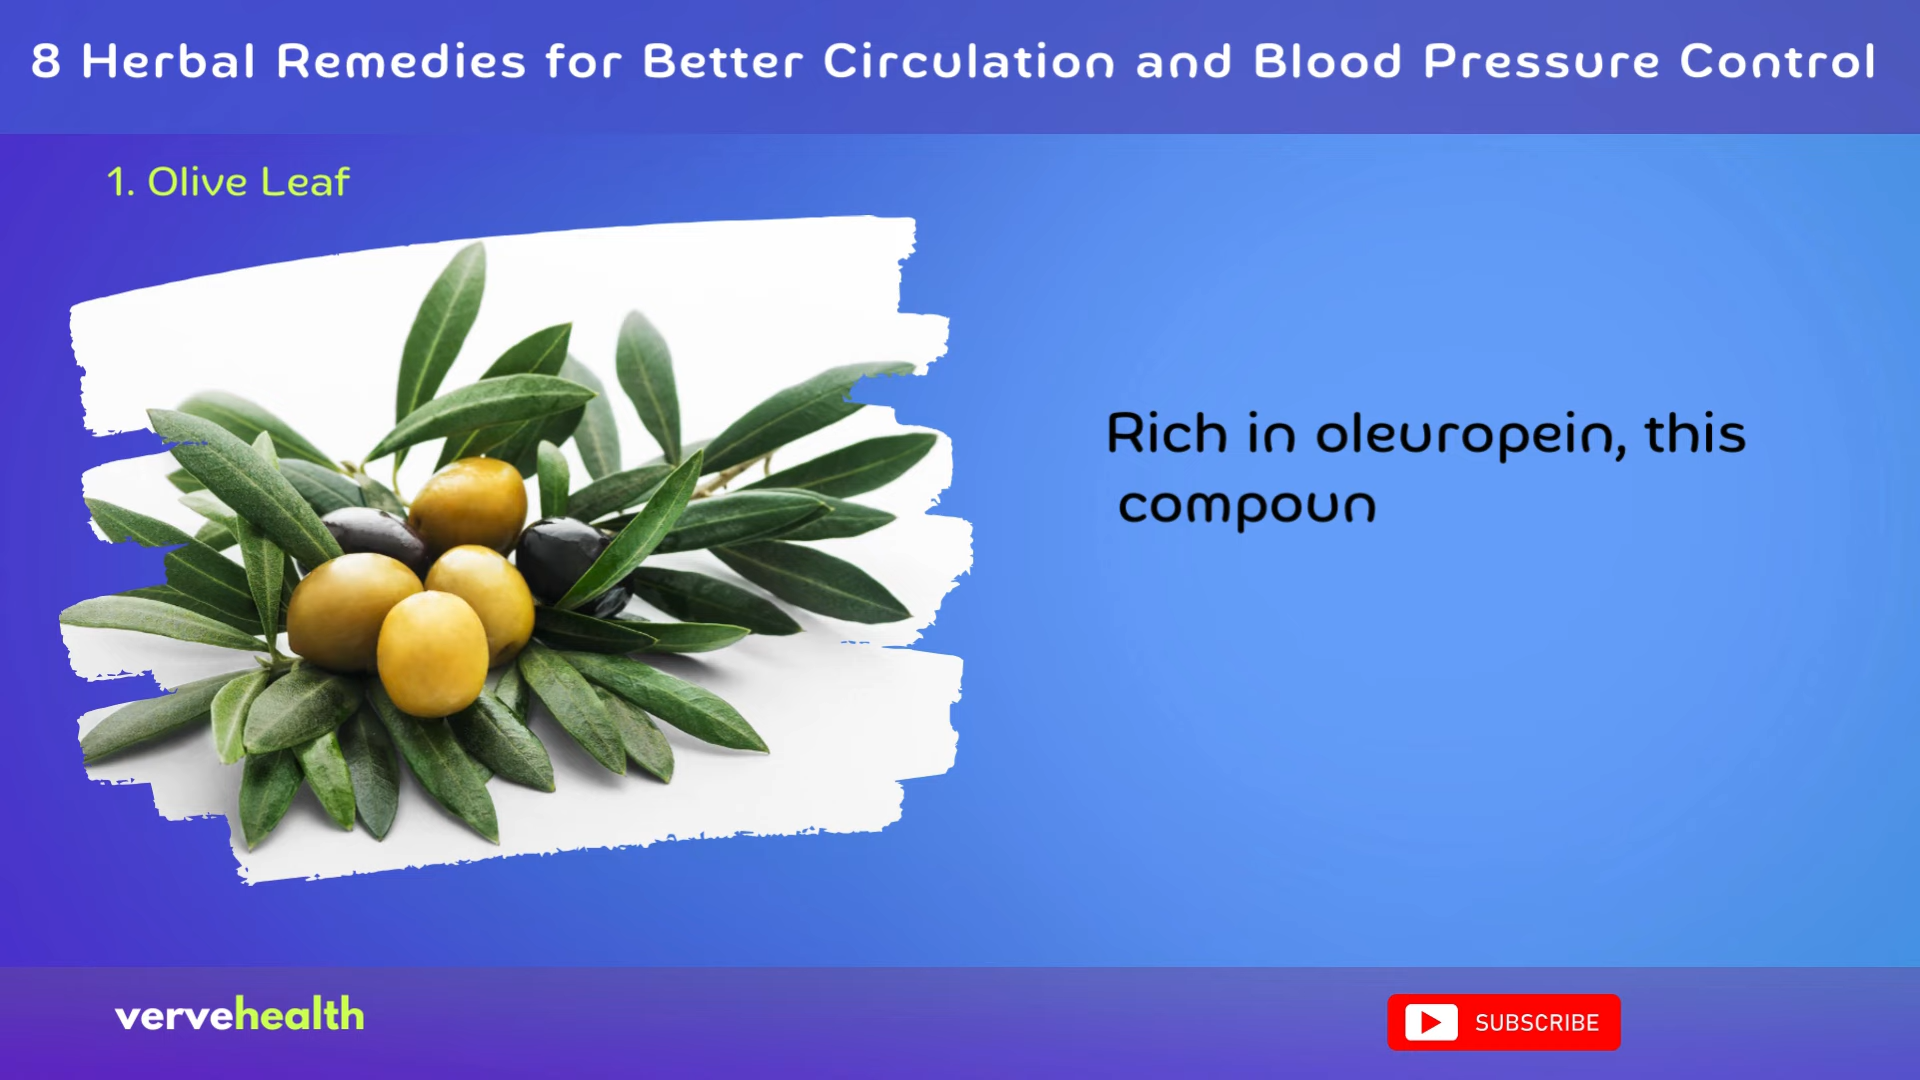 8 Herbal Remedies for Better Circulation and Blood Pressure Control
1. Olive Leaf
Rich in oleuropein, this
compoun
vervehealth
SUBSCRIBE